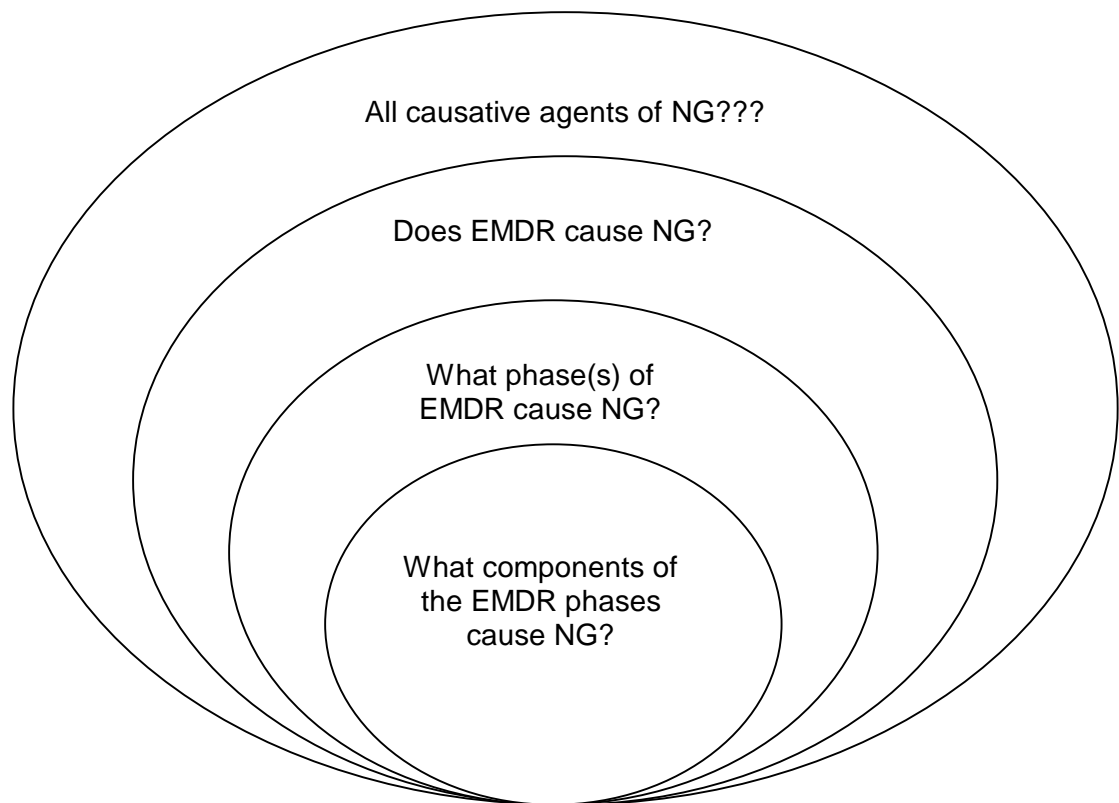 All causative agents of NG???
Does EMDR cause NG?
What phase(s) of
EMDR cause NG?
What components of
the EMDR phases
cause NG?